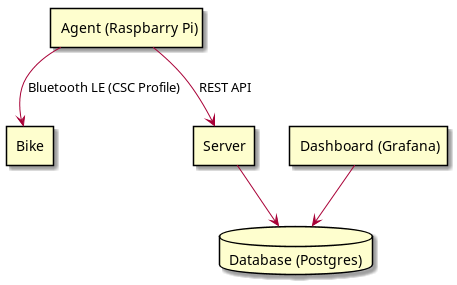 Agent (Raspbarry Pi)
Bluetooth LE (CSC Profile)
REST API
Bike
Server
Dashboard (Grafana)
Database (Postgres)